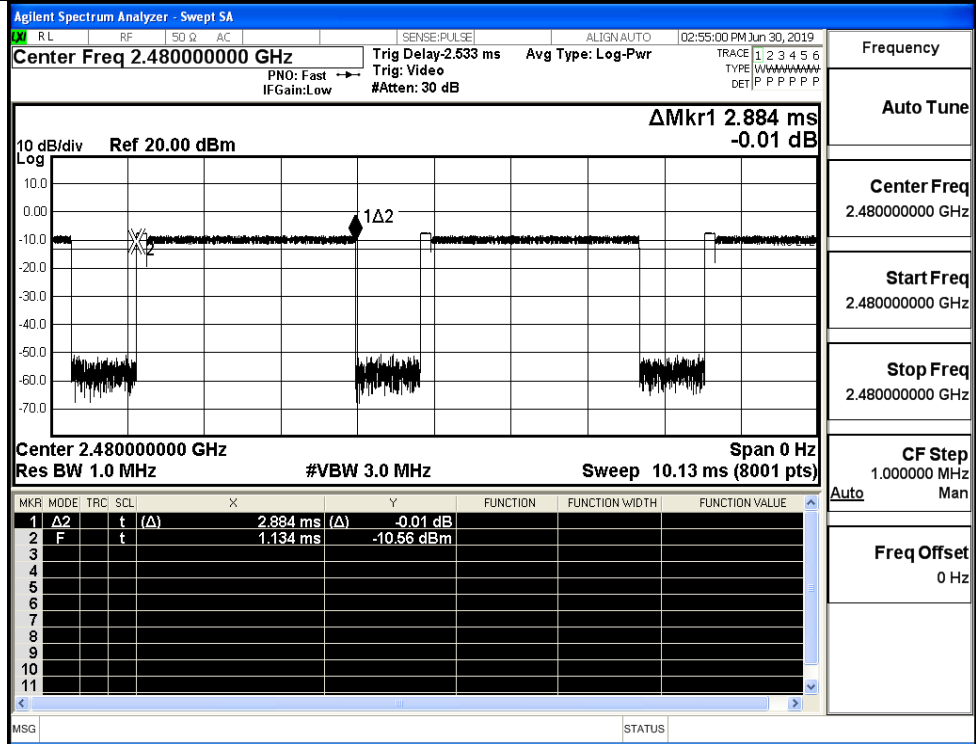 Agilent Spectrum Analyzer - Swept SA
LXI RL RF 50 Ω AC SENSE:PULSE ALIGNAUTO 02:55:00 PM Jun 30, 2019
Center Freq 2.480000000 GHz
PNO: Fast
IFGain:Low
Trig Delay-2.533 ms
Trig: Video
#Atten: 30 dB
Avg Type: Log-Pwr
TRACE 1 2 3 4 5 6
TYPE WWWWWW
DET P P P P P P
ΔMkr1 2.884 ms
-0.01 dB
10 dB/div Ref 20.00 dBm
Log
10.0
0.00
-10.0
-20.0
-30.0
-40.0
-50.0
-60.0
-70.0
1Δ2
2
Center 2.480000000 GHz Span 0 Hz
Res BW 1.0 MHz #VBW 3.0 MHz Sweep 10.13 ms (8001 pts)
MKR MODE TRC SCL X Y FUNCTION FUNCTION WIDTH FUNCTION VALUE
1 Δ2 t (Δ) 2.884 ms (Δ) -0.01 dB
2 F t 1.134 ms -10.56 dBm
3
4
5
6
7
8
9
10
11
MSG STATUS
Frequency
Auto Tune
Center Freq
2.480000000 GHz
Start Freq
2.480000000 GHz
Stop Freq
2.480000000 GHz
CF Step
1.000000 MHz
Auto Man
Freq Offset
0 Hz